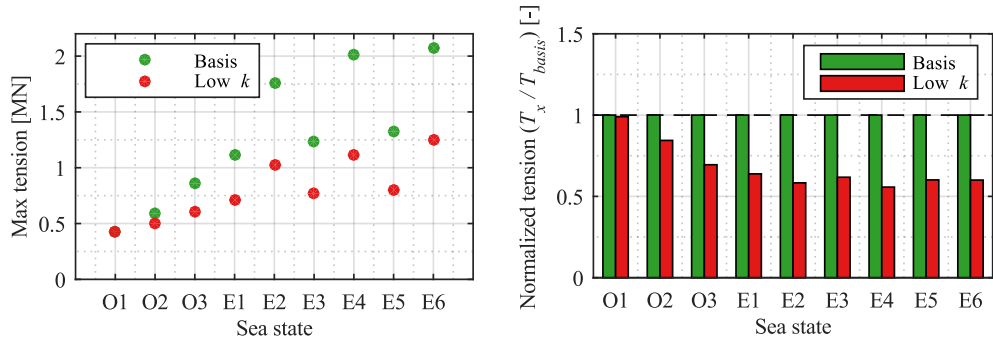 2
1.5
1
0.5
0
Max tension [MN]
Basis
Low k
O1 O2 O3 E1 E2 E3 E4 E5 E6
Sea state
1.5
1
0.5
0
Normalized tension (T_x / T_basis) [-]
Basis
Low k
O1 O2 O3 E1 E2 E3 E4 E5 E6
Sea state